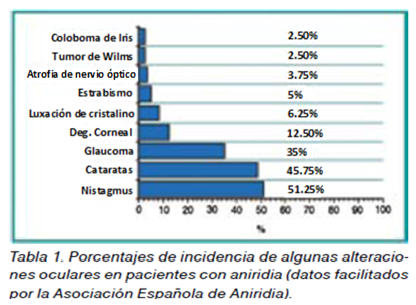 Coloboma de Iris 2.50%
Tumor de Wilms 2.50%
Atrofía de nervio óptico 3.75%
Estrabismo 5%
Luxación de cristalino 6.25%
Deg. Corneal 12.50%
Glaucoma 35%
Cataratas 45.75%
Nistagmus 51.25%
0 10 20 30 40 50 60 70 80 90 100
%
Tabla 1. Porcentajes de incidencia de algunas alteracio-
nes oculares en pacientes con aniridia (datos facilitados
por la Asociación Española de Aniridia).